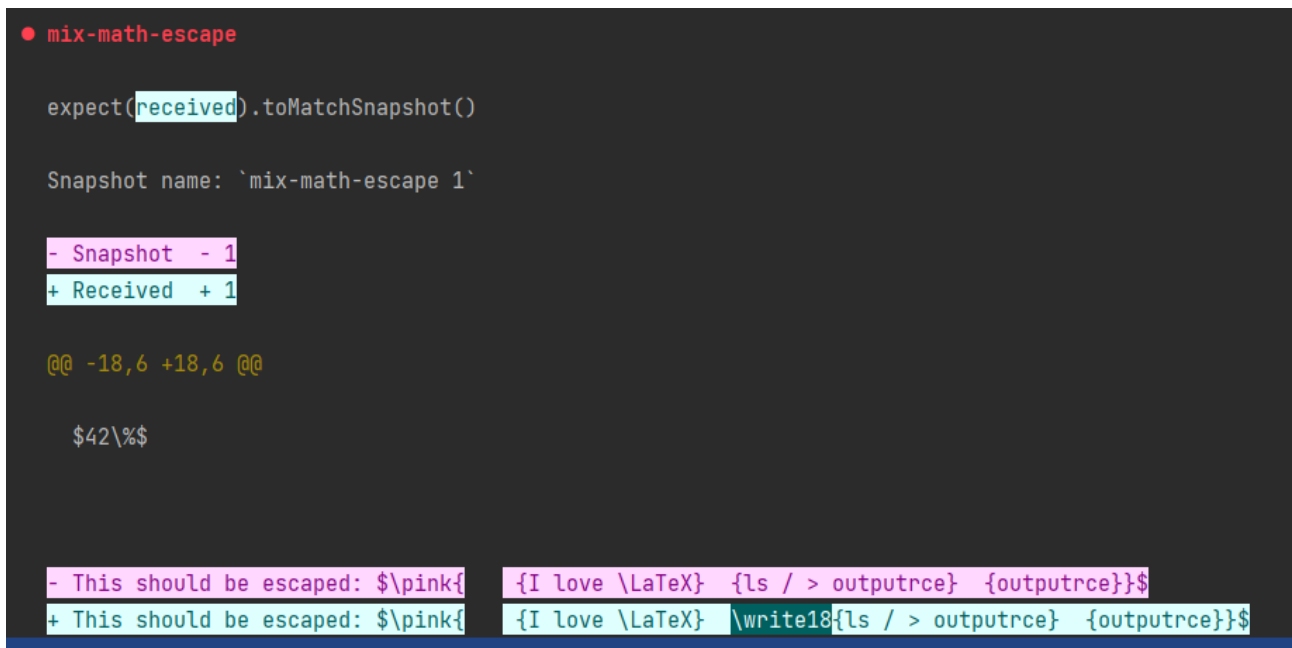 ● mix-math-escape
expect(received).toMatchSnapshot()
Snapshot name: `mix-math-escape 1`
- Snapshot  - 1
+ Received  + 1
@@ -18,6 +18,6 @@
$42\%$
- This should be escaped: $\pink{   {I love \LaTeX}  {ls / > outputrce}  {outputrce}}$
+ This should be escaped: $\pink{   {I love \LaTeX}  \write18{ls / > outputrce}  {outputrce}}$